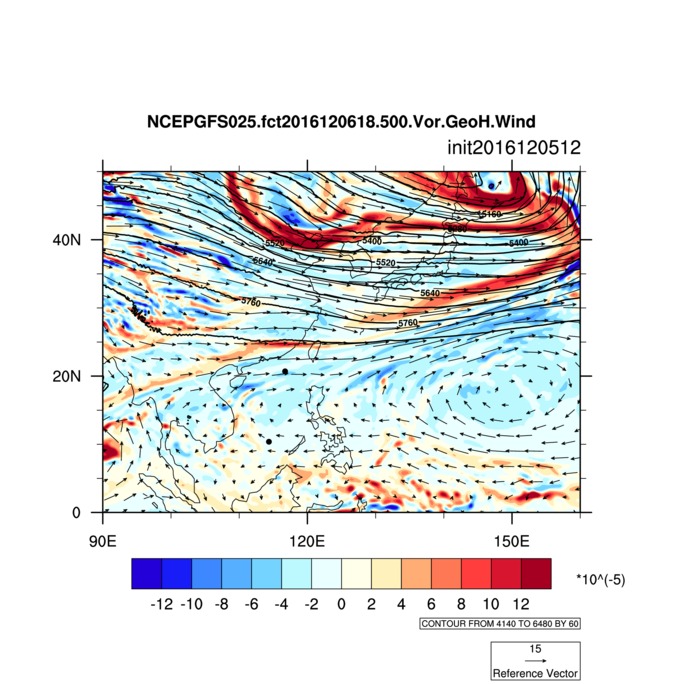 NCEPGFS025.fct2016120618.500.Vor.GeoH.Wind
init2016120512
40N
20N
0
90E 120E 150E
5160
5520 5400 5400
5640 5520
5760 5640
5760
-12 -10 -8 -6 -4 -2 0 2 4 6 8 10 12
*10^(-5)
CONTOUR FROM 4140 TO 6480 BY 60
15
Reference Vector